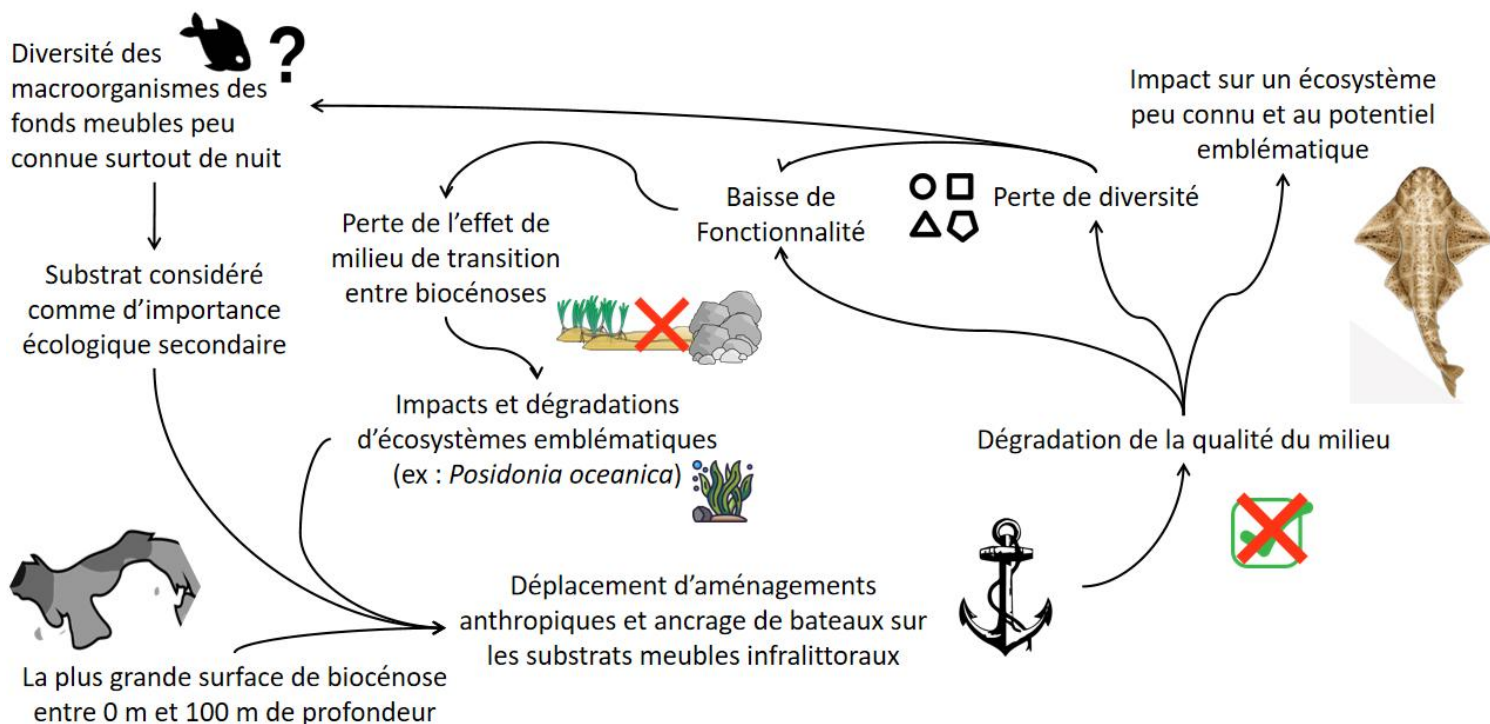 Diversité des
macroorganismes des
fonds meubles peu
connue surtout de nuit
?
Impact sur un écosystème
peu connu et au potentiel
emblématique
Baisse de
Fonctionnalité
Perte de diversité
Perte de l’effet de
milieu de transition
entre biocénoses
Substrat considéré
comme d’importance
écologique secondaire
Impacts et dégradations
d’écosystèmes emblématiques
(ex : Posidonia oceanica)
Dégradation de la qualité du milieu
Déplacement d’aménagements
anthropiques et ancrage de bateaux sur
les substrats meubles infralittoraux
La plus grande surface de biocénose
entre 0 m et 100 m de profondeur